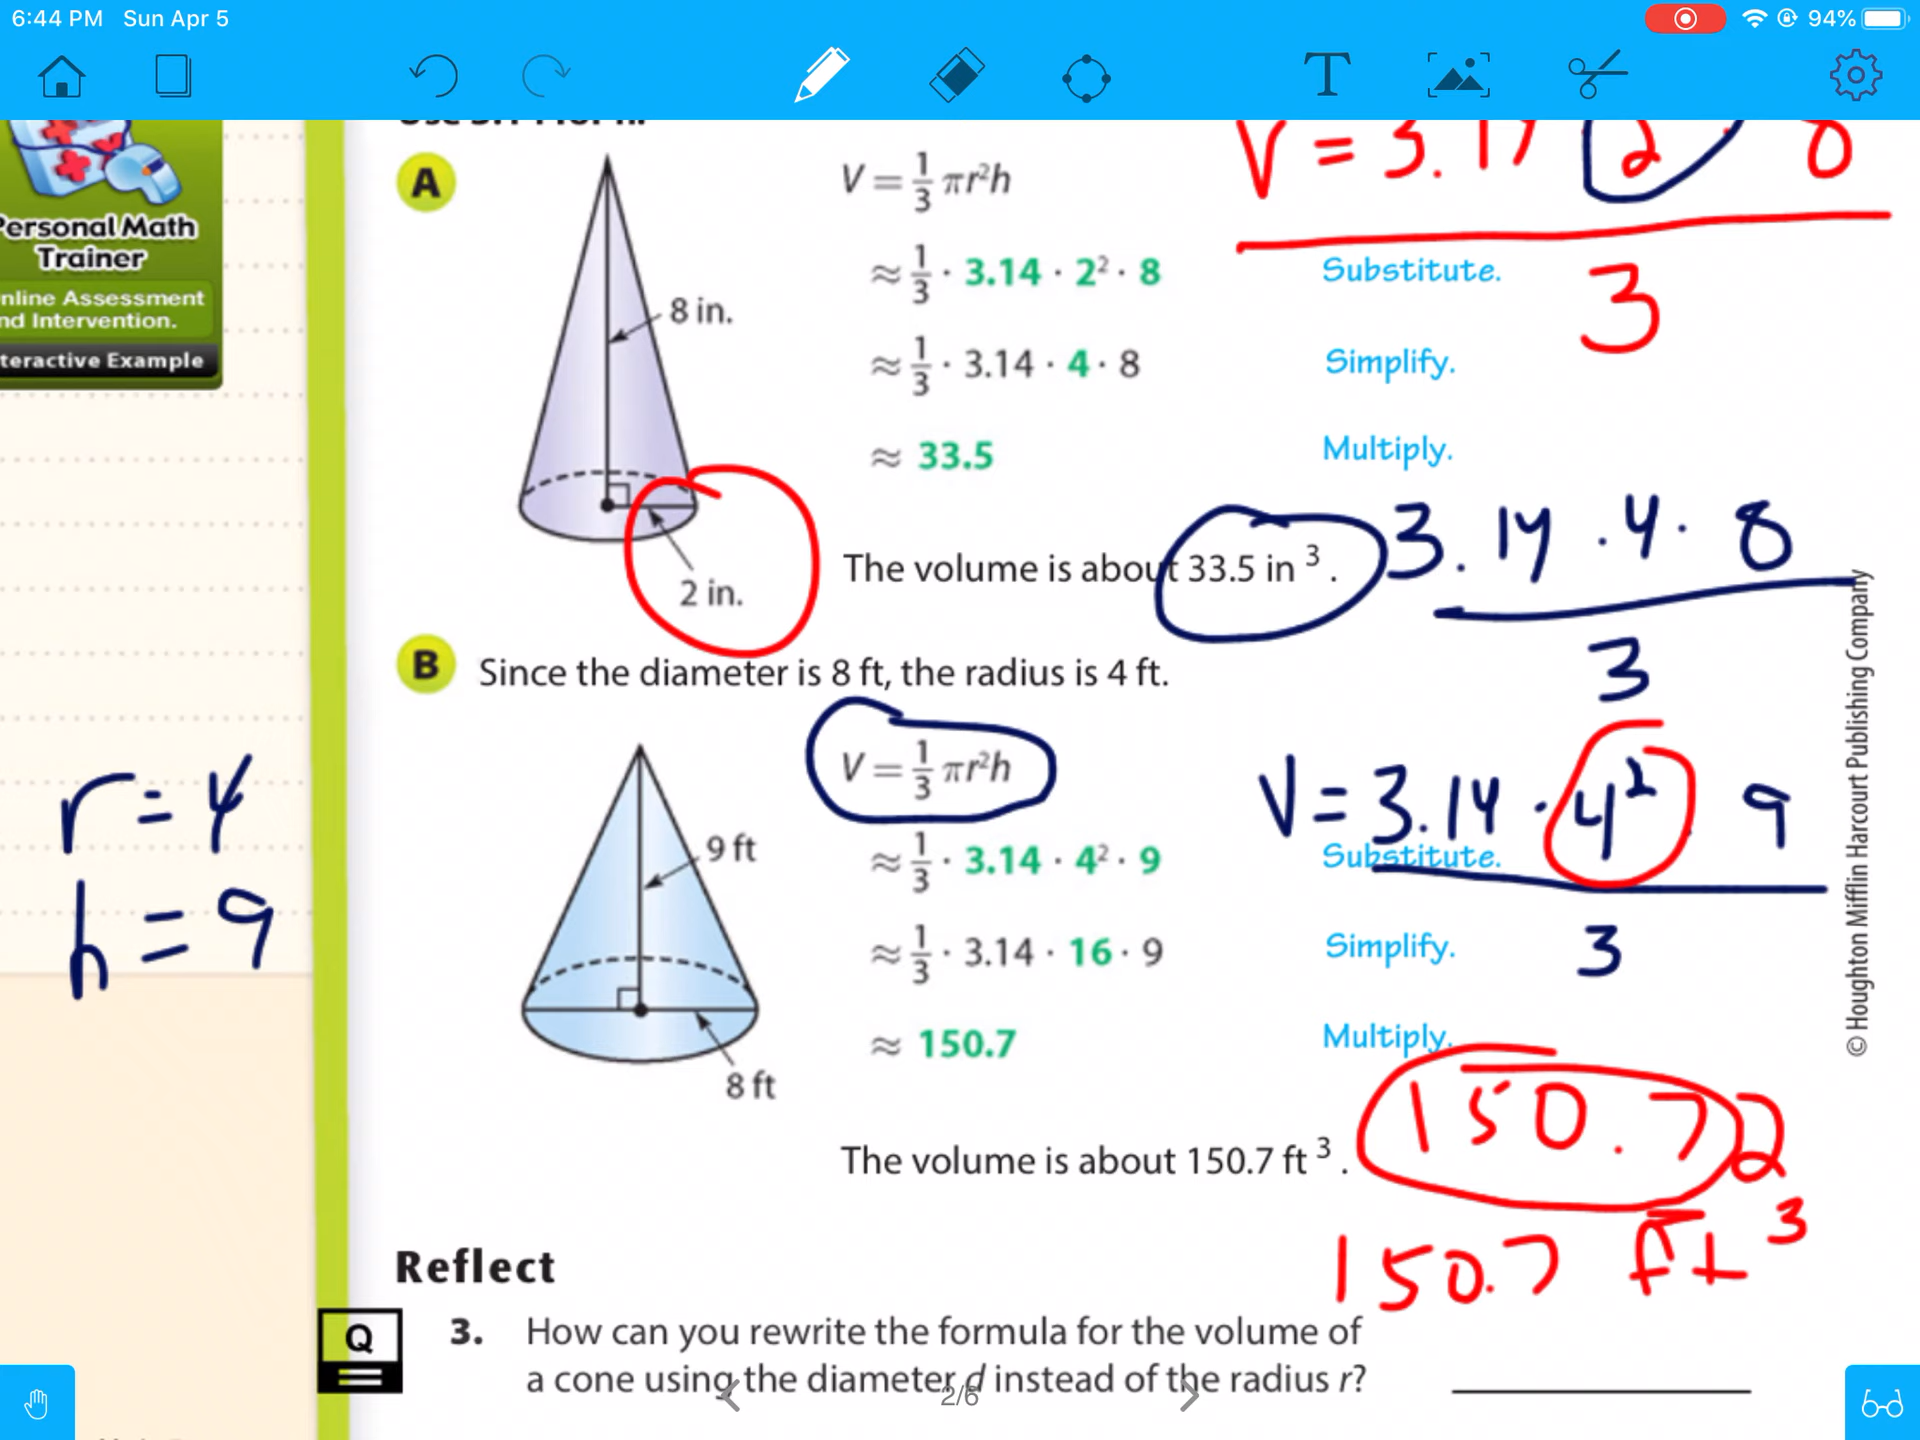 6:44 PM Sun Apr 5
94%
T
Personal Math
Trainer
nline Assessment
nd Intervention.
teractive Example
A
8 in.
2 in.
V = 1/3 πr²h
≈ 1/3 · 3.14 · 2² · 8
Substitute.
≈ 1/3 · 3.14 · 4 · 8
Simplify.
≈ 33.5
Multiply.
The volume is about 33.5 in³.
V = 3.14 2 · 8
3
3.14 · 4 · 8
3
B
Since the diameter is 8 ft, the radius is 4 ft.
9 ft
8 ft
V = 1/3 πr²h
≈ 1/3 · 3.14 · 4² · 9
Substitute.
≈ 1/3 · 3.14 · 16 · 9
Simplify.
≈ 150.7
Multiply.
The volume is about 150.7 ft³.
r = 4
h = 9
V = 3.14 · 4² · 9
3
150.72
150.7 ft³
© Houghton Mifflin Harcourt Publishing Company
Reflect
Q
3. How can you rewrite the formula for the volume of
a cone using the diameter d instead of the radius r?
2/6